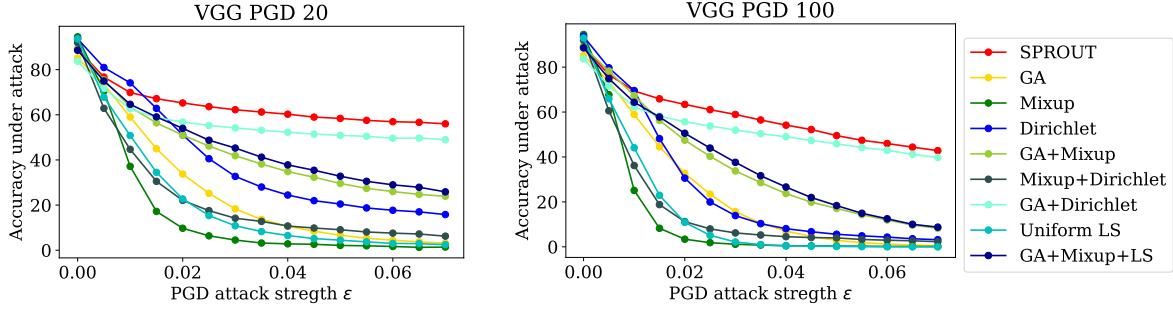 VGG PGD 20
Accuracy under attack
80
60
40
20
0
0.00 0.02 0.04 0.06
PGD attack stregth ε
VGG PGD 100
Accuracy under attack
80
60
40
20
0
0.00 0.02 0.04 0.06
PGD attack stregth ε
SPROUT
GA
Mixup
Dirichlet
GA+Mixup
Mixup+Dirichlet
GA+Dirichlet
Uniform LS
GA+Mixup+LS